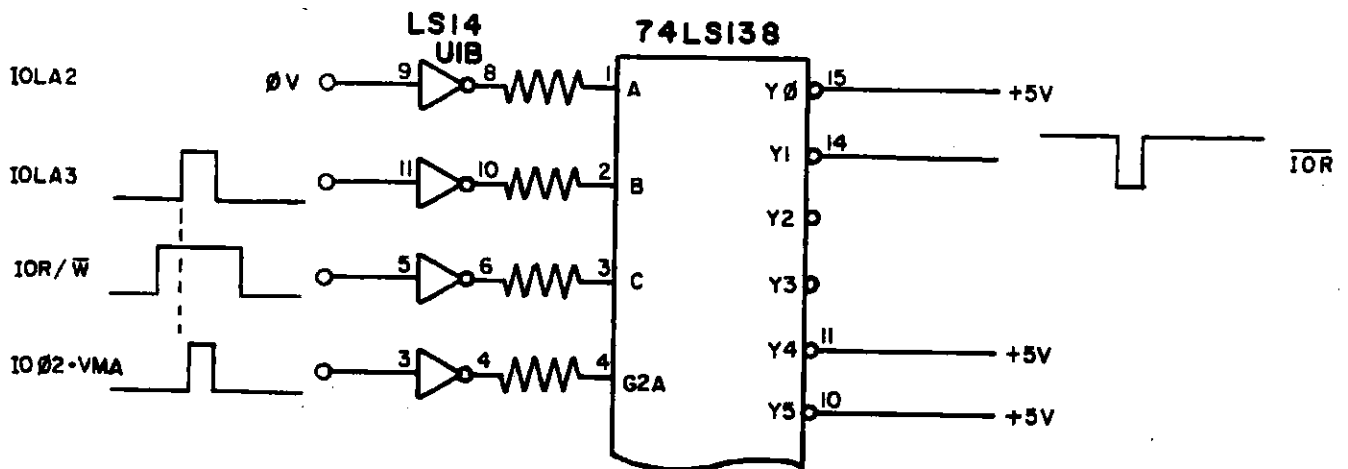 LS14
U1B
74LS138
IOLA2
ØV
9
8
1
A
YØ
15
+5V
IOLA3
11
10
2
B
Y1
14
IOR
Y2
IOR/W
5
6
3
C
Y3
IOØ2·VMA
3
4
4
G2A
Y4
11
+5V
Y5
10
+5V